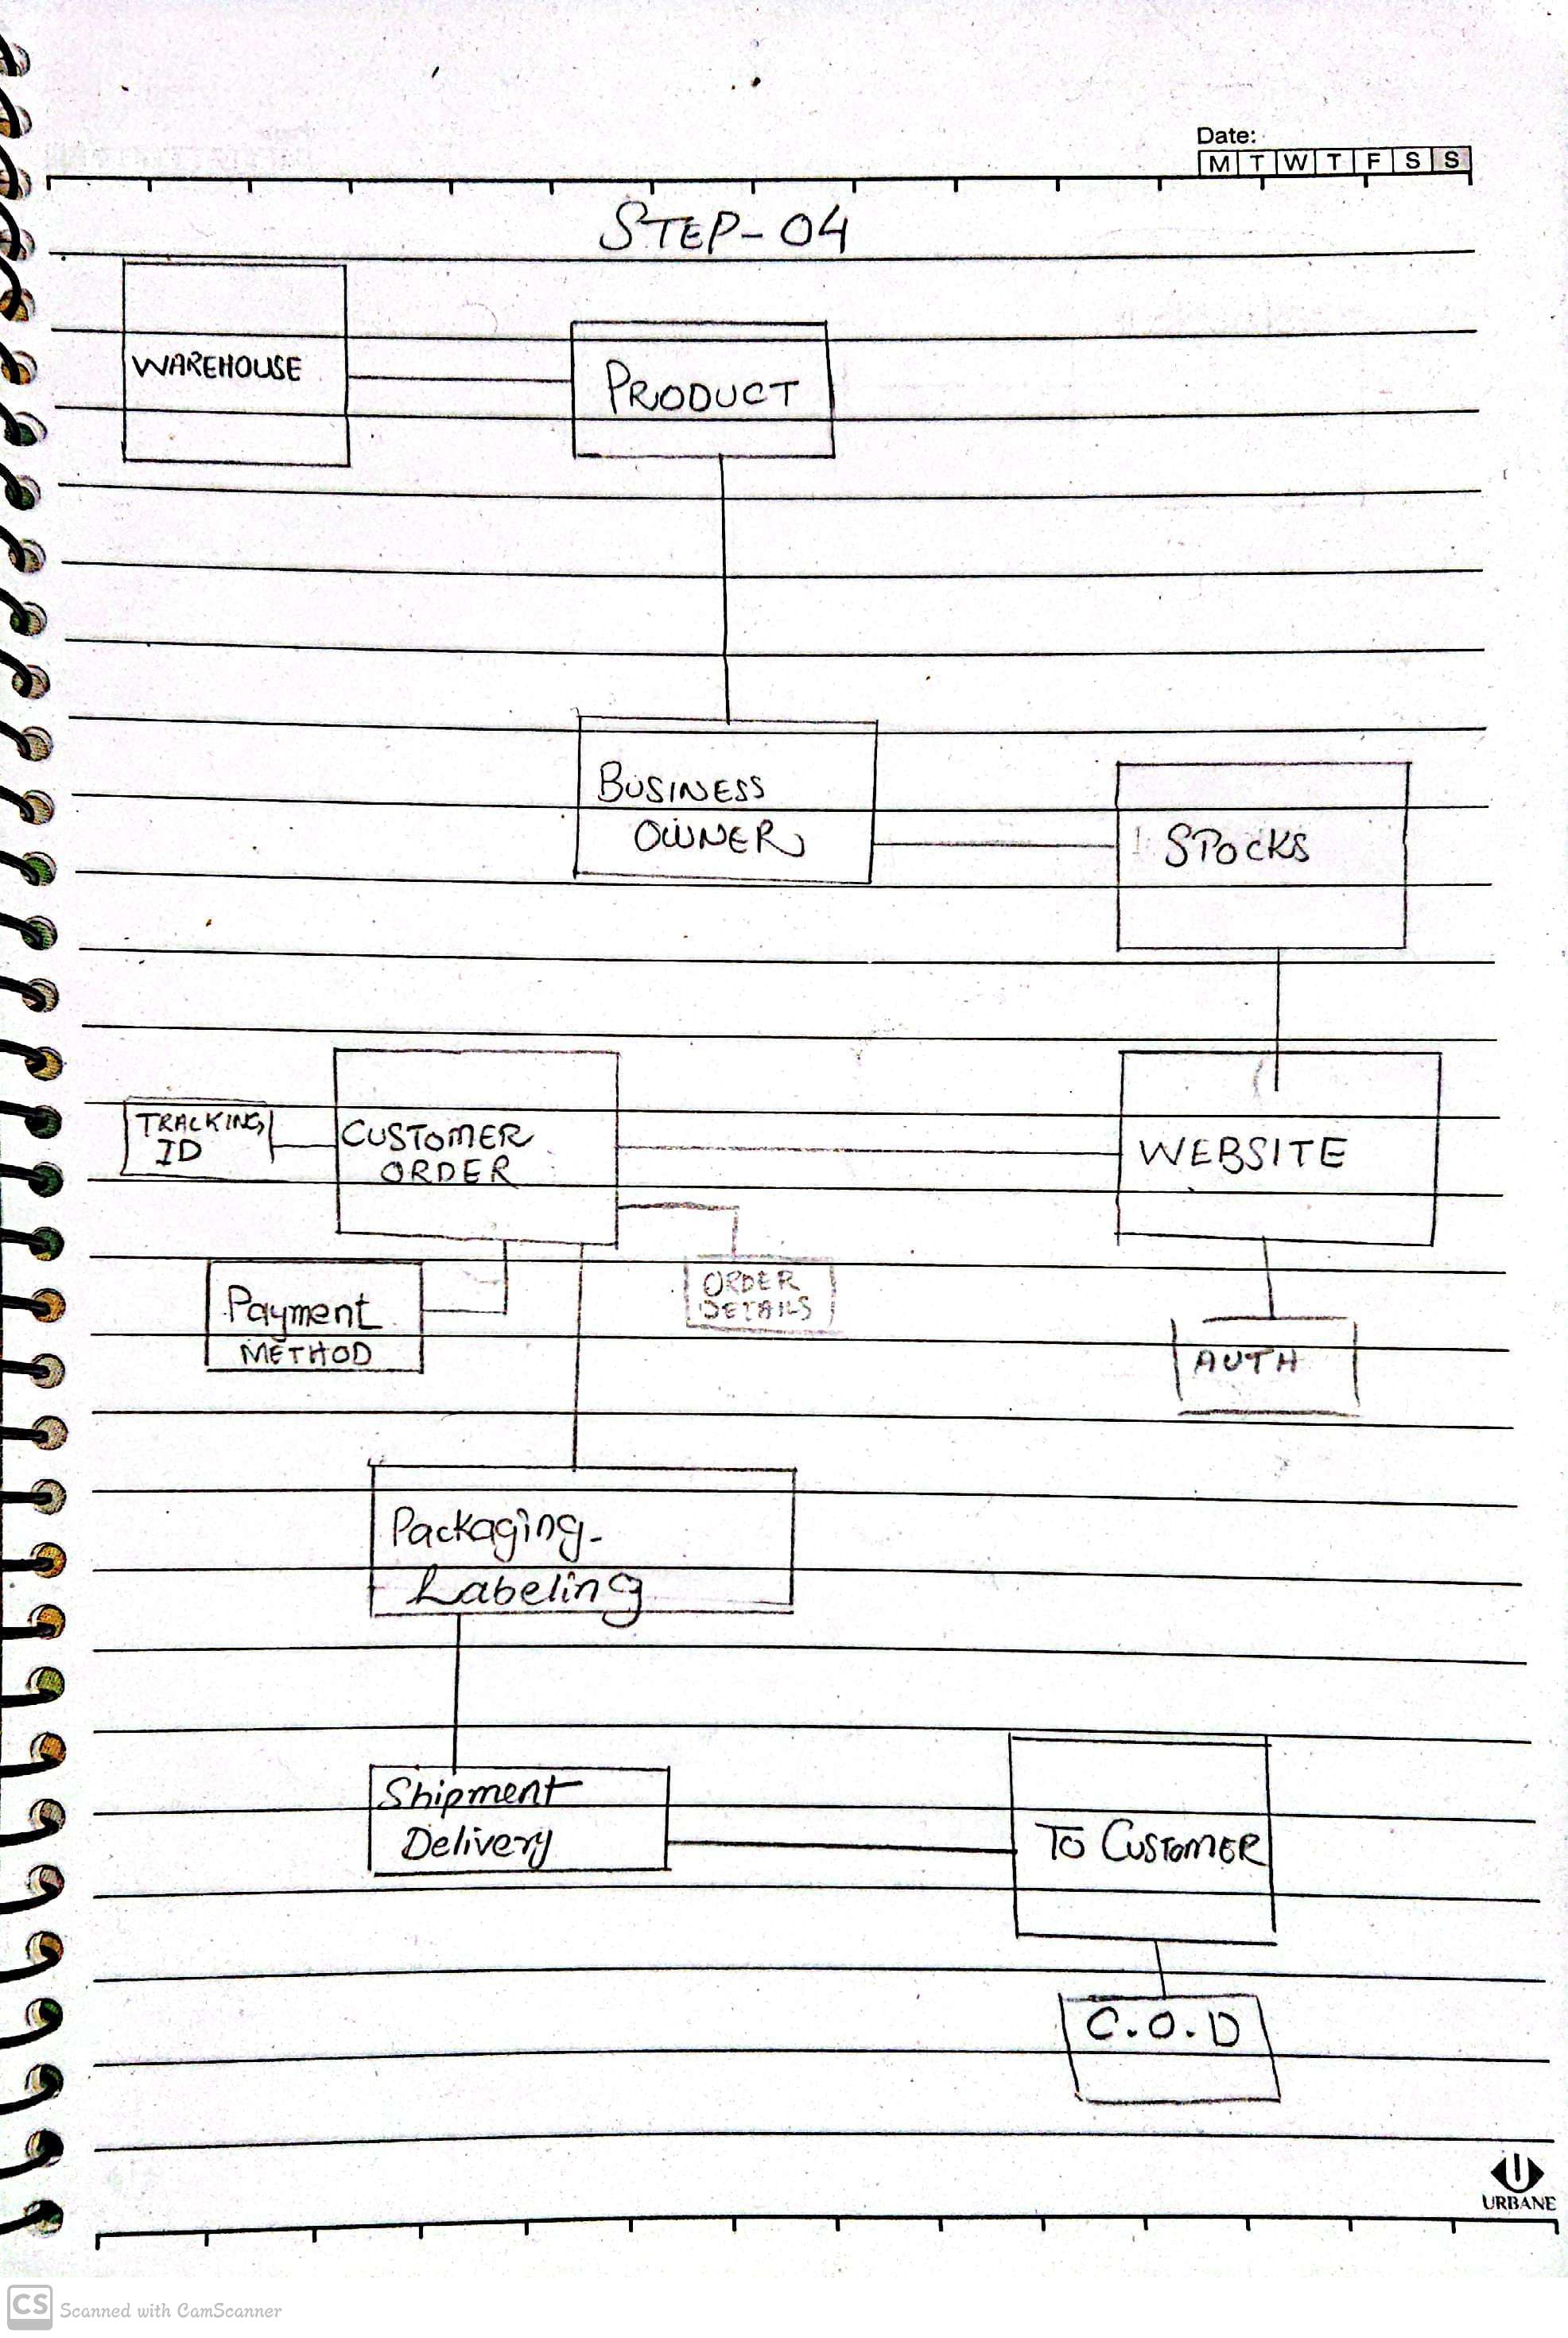 Date:
M T W T F S S
STEP-04
WAREHOUSE
PRODUCT
BUSINESS
OWNER
STOCKS
TRACKING
ID
CUSTOMER
ORDER
WEBSITE
Payment
METHOD
ORDER
DETAILS
AUTH
Packaging-
Labeling
Shipment
Delivery
TO CUSTOMER
C.O.D
URBANE
CS Scanned with CamScanner